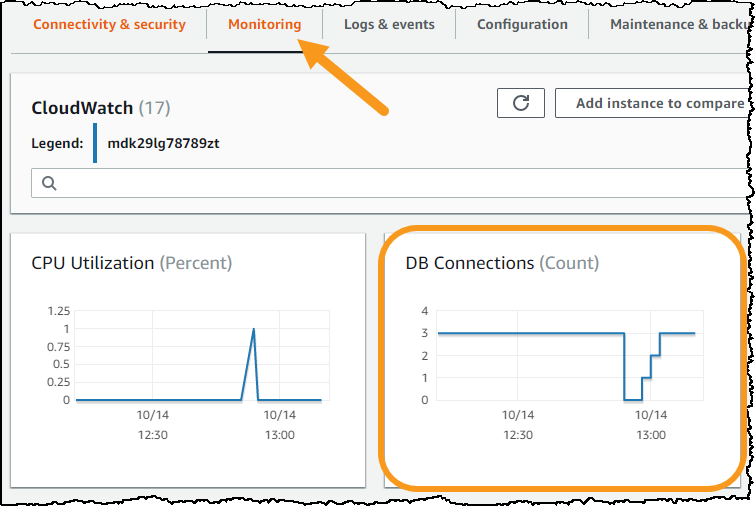 Connectivity & security
Monitoring
Logs & events
Configuration
Maintenance &
CloudWatch (17)
Add instance to compare
Legend:
mdk29lg78789zt
CPU Utilization (Percent)
1.25
1
0.75
0.5
0.25
0
10/14
12:30
10/14
13:00
DB Connections (Count)
4
3
2
1
0
10/14
12:30
10/14
13:00